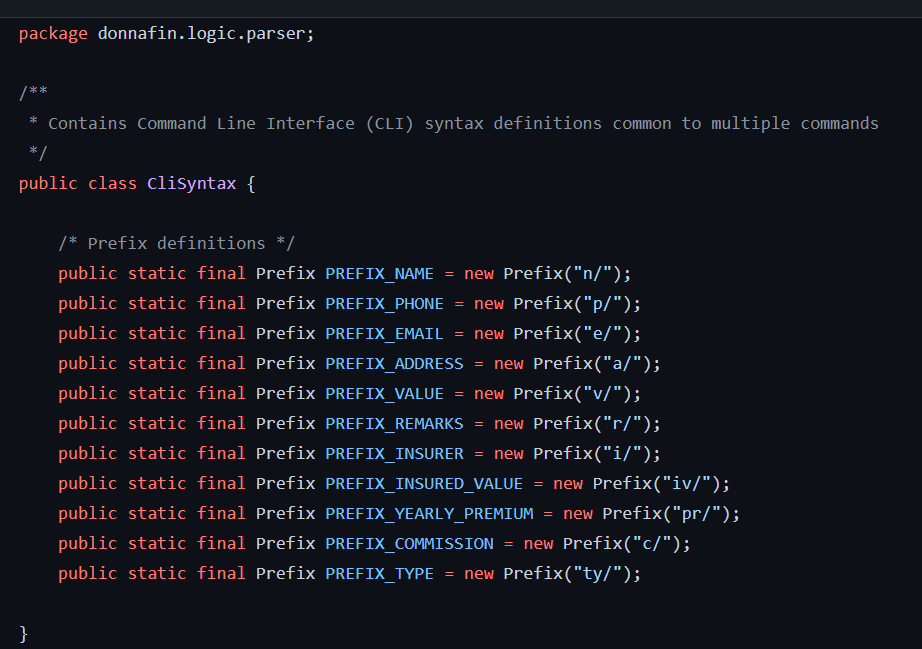 package donnafin.logic.parser;
/**
 * Contains Command Line Interface (CLI) syntax definitions common to multiple commands
 */
public class CliSyntax {
    /* Prefix definitions */
    public static final Prefix PREFIX_NAME = new Prefix("n/");
    public static final Prefix PREFIX_PHONE = new Prefix("p/");
    public static final Prefix PREFIX_EMAIL = new Prefix("e/");
    public static final Prefix PREFIX_ADDRESS = new Prefix("a/");
    public static final Prefix PREFIX_VALUE = new Prefix("v/");
    public static final Prefix PREFIX_REMARKS = new Prefix("r/");
    public static final Prefix PREFIX_INSURER = new Prefix("i/");
    public static final Prefix PREFIX_INSURED_VALUE = new Prefix("iv/");
    public static final Prefix PREFIX_YEARLY_PREMIUM = new Prefix("pr/");
    public static final Prefix PREFIX_COMMISSION = new Prefix("c/");
    public static final Prefix PREFIX_TYPE = new Prefix("ty/");
}